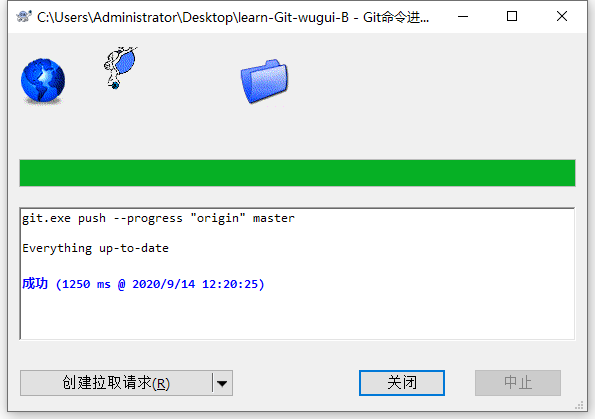 C:\Users\Administrator\Desktop\learn-Git-wugui-B - Git命令进...
git.exe push --progress "origin" master
Everything up-to-date
成功 (1250 ms @ 2020/9/14 12:20:25)
创建拉取请求(R)
关闭
中止